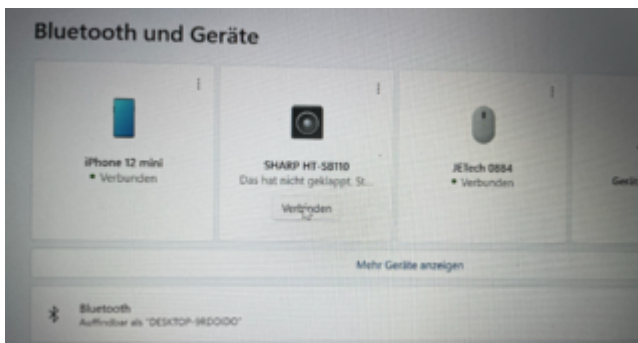 Bluetooth und Geräte
iPhone 12 mini
Verbunden
SHARP HT-SB110
Das hat nicht geklappt. St...
Verbinden
JETech 0884
Verbunden
Gerät
Mehr Geräte anzeigen
Bluetooth
Auffindbar als "DESKTOP-9RDOIDO"